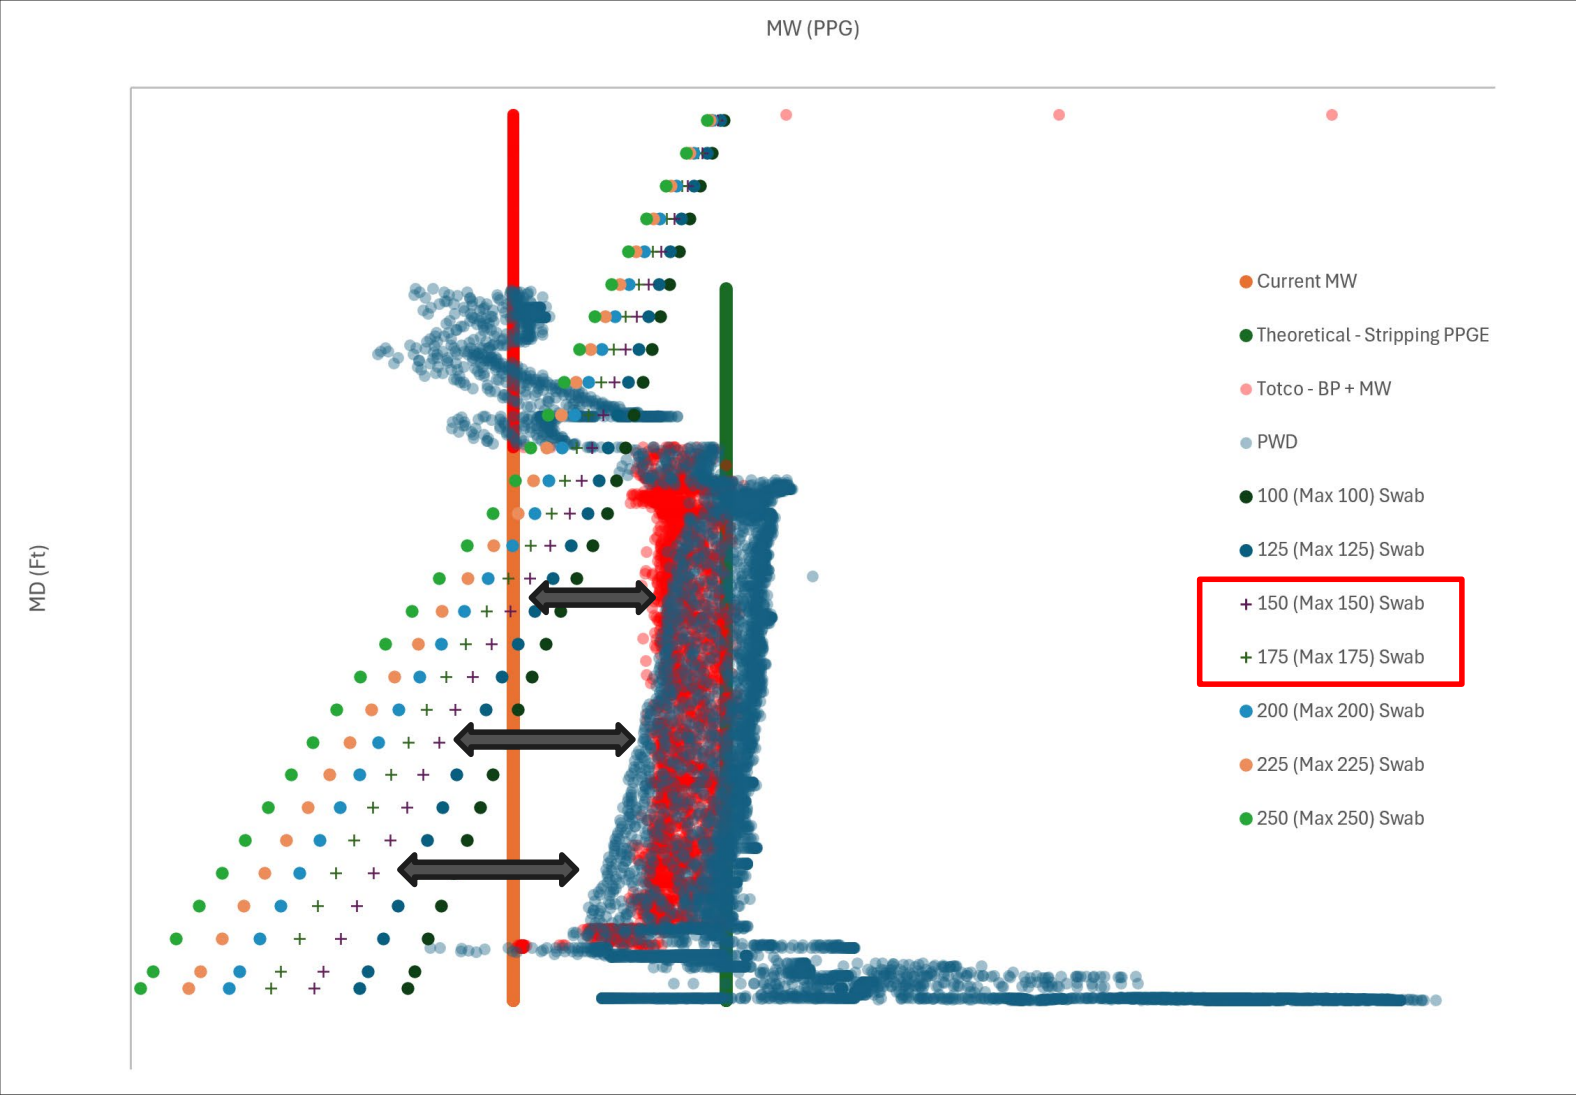 MW (PPG)
MD (Ft)
Current MW
Theoretical - Stripping PPGE
Totco - BP + MW
PWD
100 (Max 100) Swab
125 (Max 125) Swab
150 (Max 150) Swab
175 (Max 175) Swab
200 (Max 200) Swab
225 (Max 225) Swab
250 (Max 250) Swab